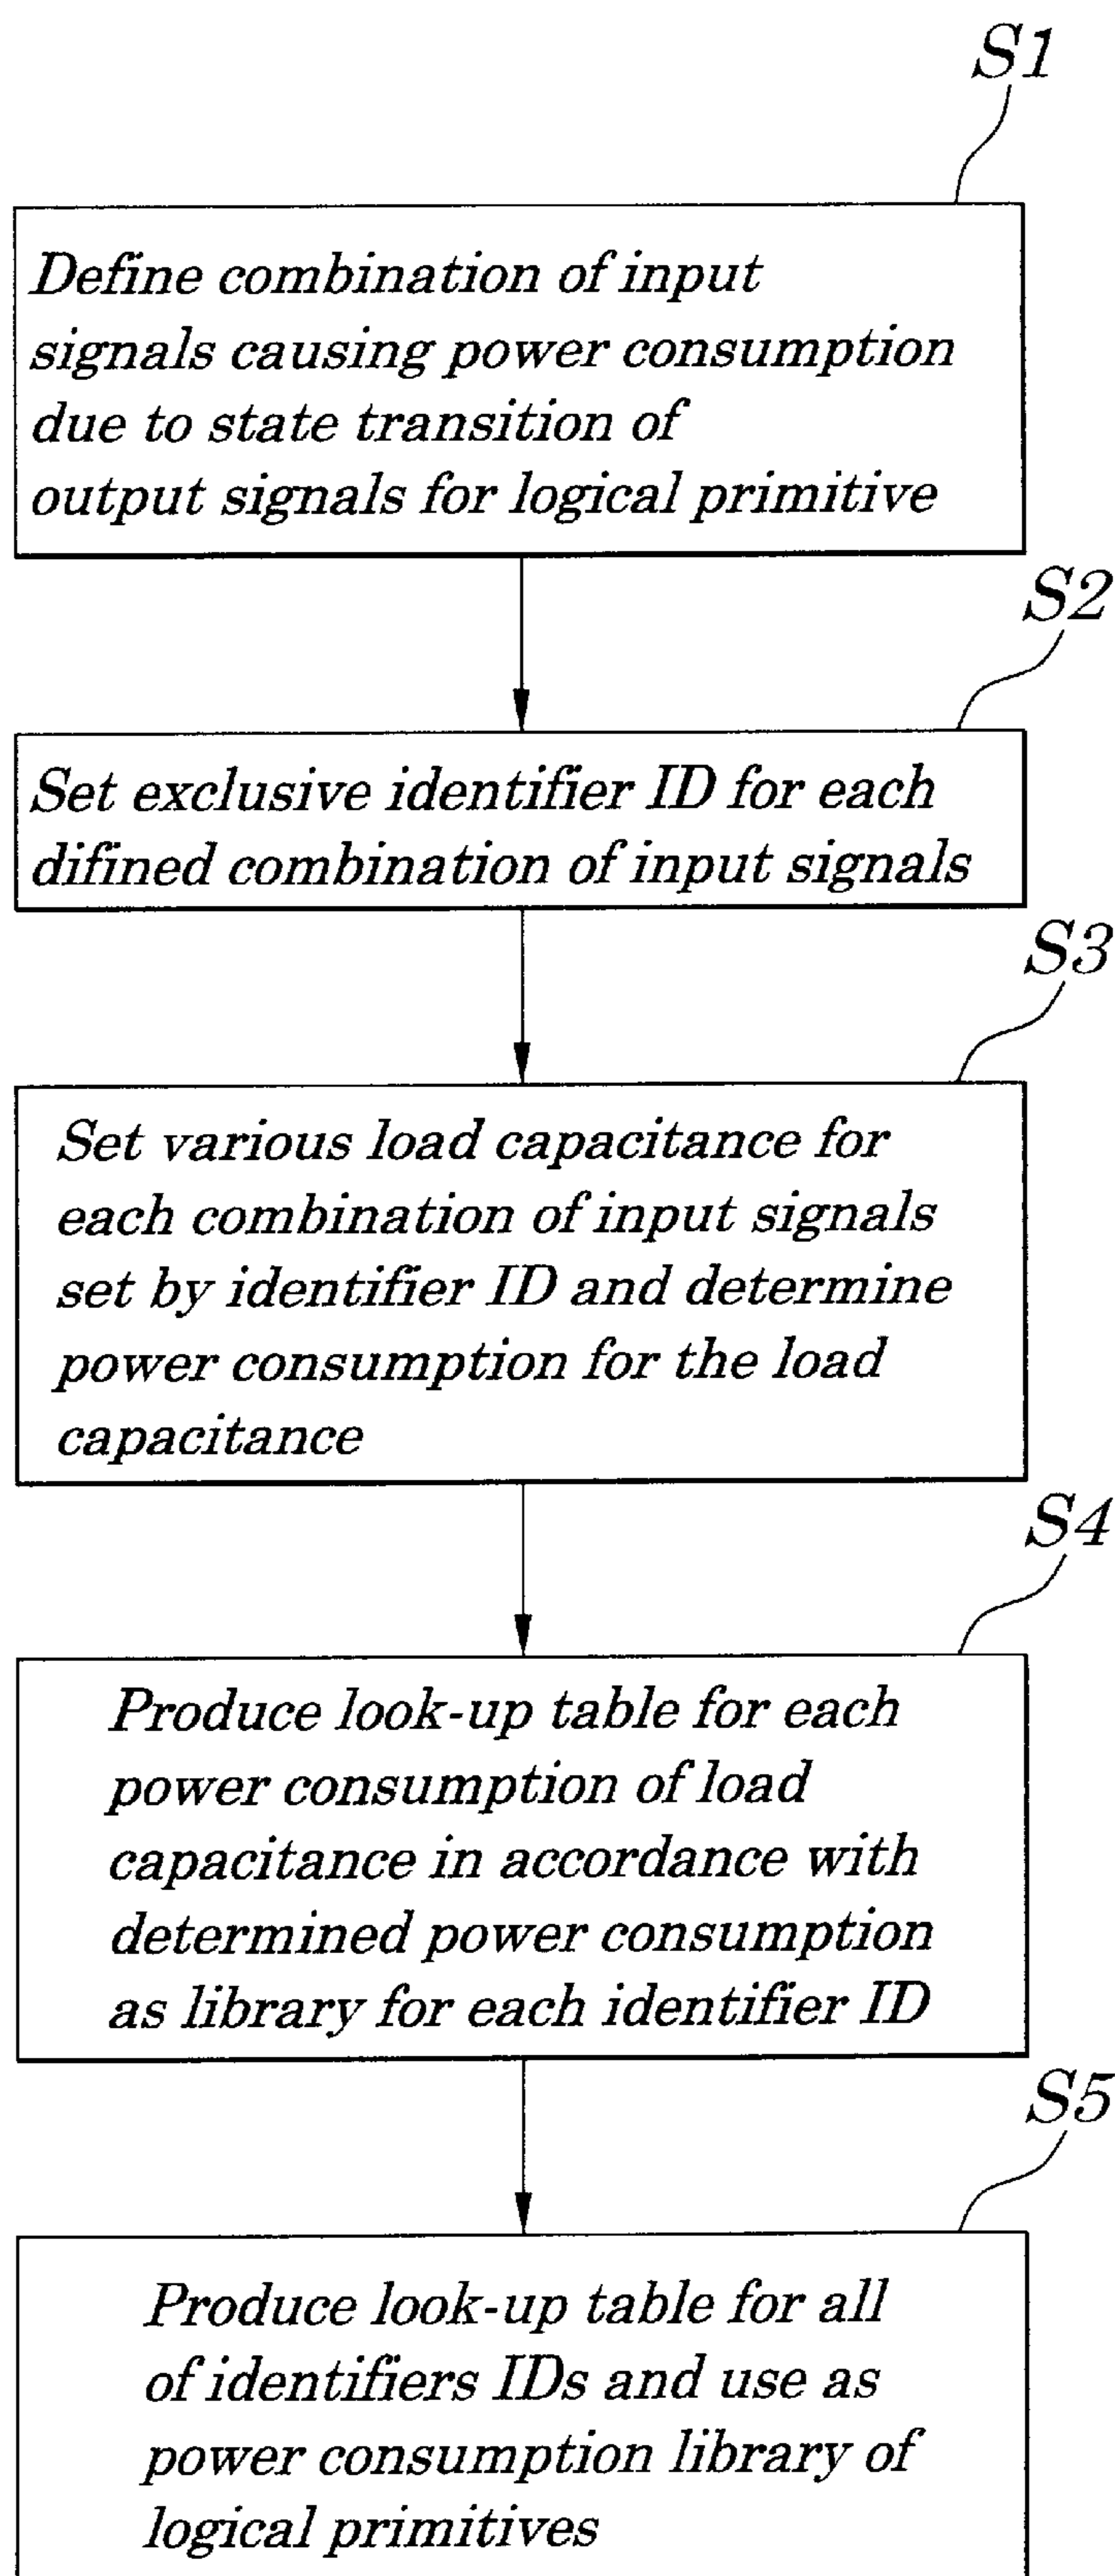 S1
Define combination of input
signals causing power consumption
due to state transition of
output signals for logical primitive
S2
Set exclusive identifier ID for each
difined combination of input signals
S3
Set various load capacitance for
each combination of input signals
set by identifier ID and determine
power consumption for the load
capacitance
S4
Produce look-up table for each
power consumption of load
capacitance in accordance with
determined power consumption
as library for each identifier ID
S5
Produce look-up table for all
of identifiers IDs and use as
power consumption library of
logical primitives